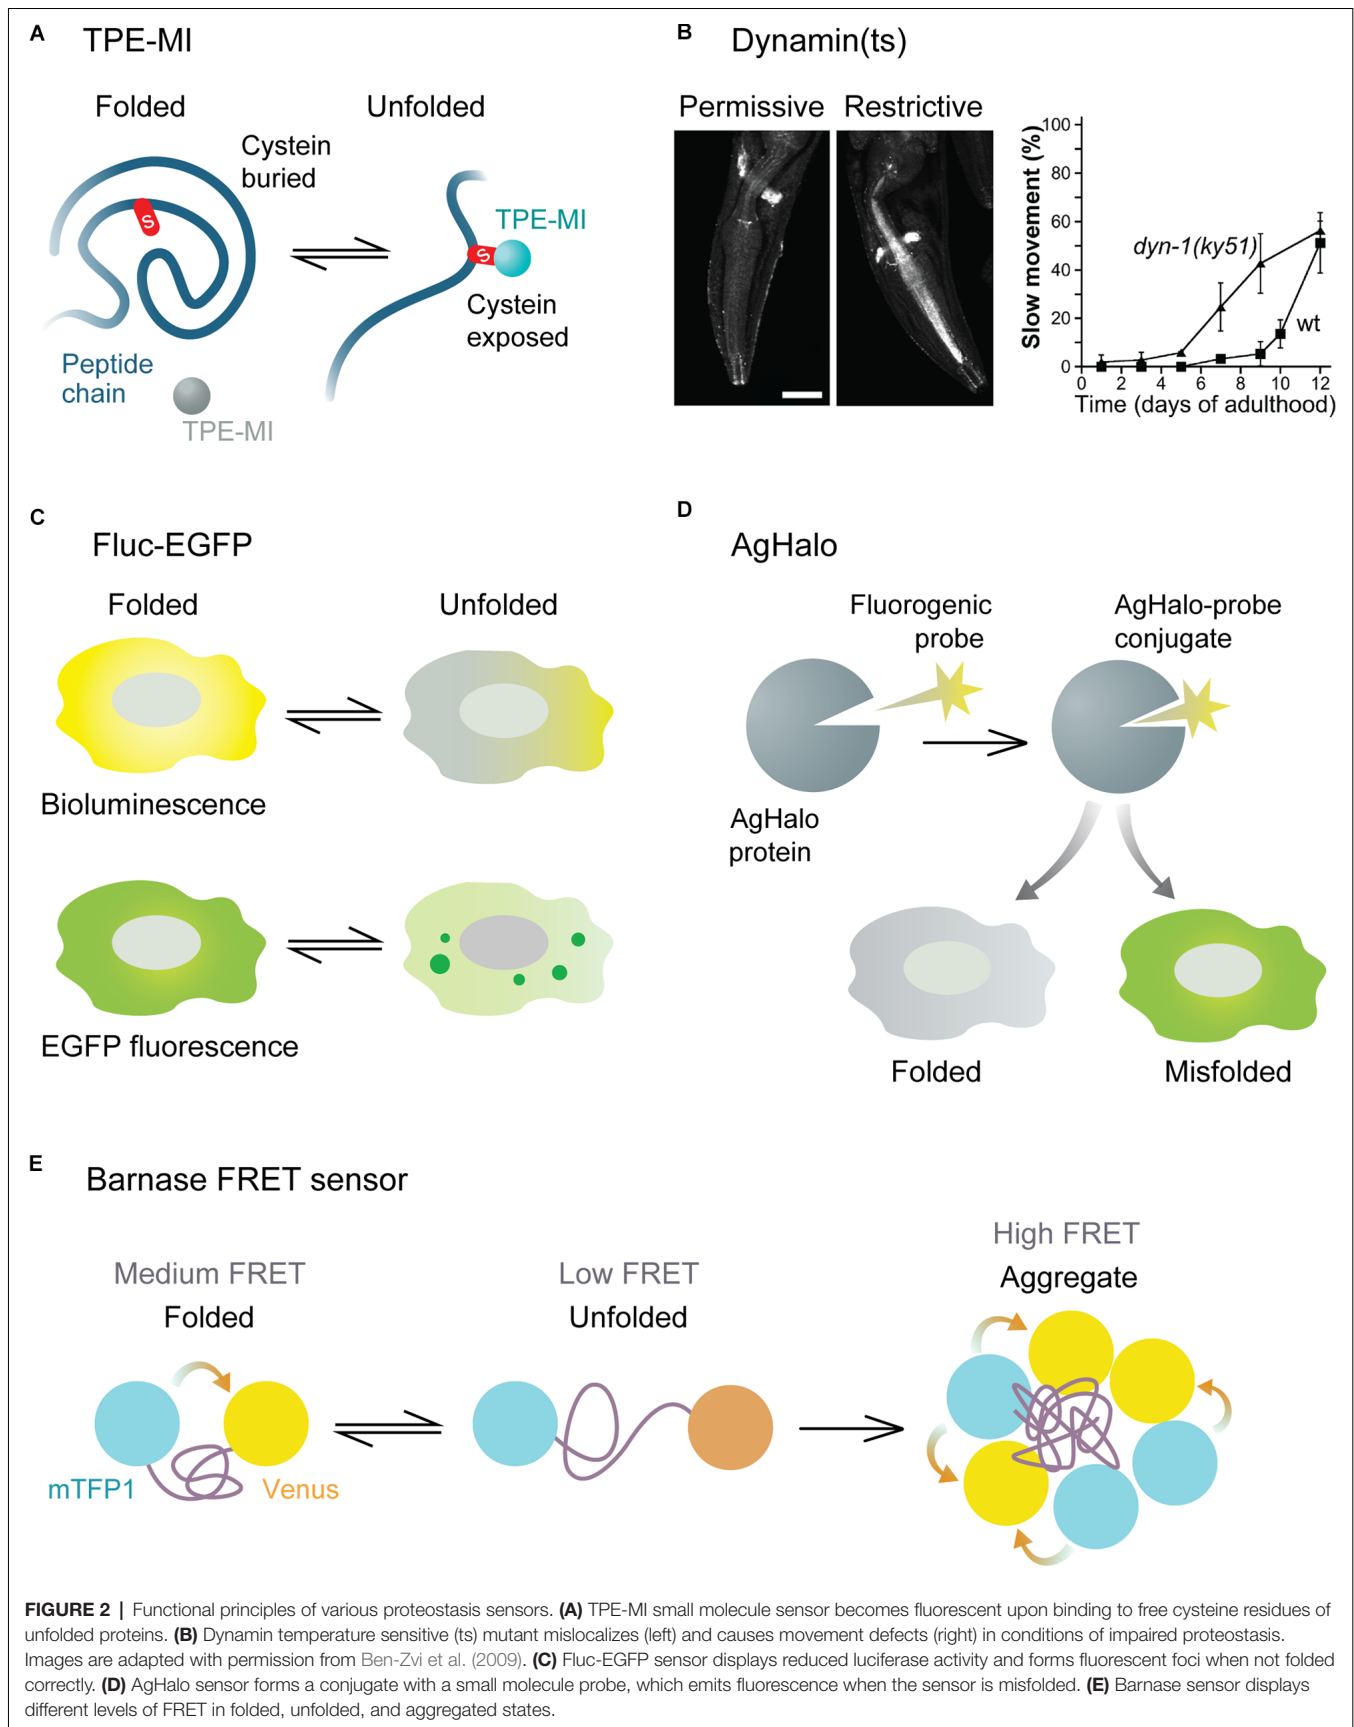 A TPE-MI
Folded
Unfolded
Cystein
buried
S
TPE-MI
S
Cystein
exposed
Peptide
chain
TPE-MI
B Dynamin(ts)
Permissive
Restrictive
Slow movement (%)
100
80
60
40
20
0
dyn-1(ky51)
wt
0 2 4 6 8 10 12
Time (days of adulthood)
C
Fluc-EGFP
Folded
Unfolded
Bioluminescence
EGFP fluorescence
D
AgHalo
Fluorogenic
probe
AgHalo-probe
conjugate
AgHalo
protein
Folded
Misfolded
E
Barnase FRET sensor
Medium FRET
Folded
Low FRET
Unfolded
High FRET
Aggregate
mTFP1
Venus
FIGURE 2 | Functional principles of various proteostasis sensors. (A) TPE-MI small molecule sensor becomes fluorescent upon binding to free cysteine residues of
unfolded proteins. (B) Dynamin temperature sensitive (ts) mutant mislocalizes (left) and causes movement defects (right) in conditions of impaired proteostasis.
Images are adapted with permission from Ben-Zvi et al. (2009). (C) Fluc-EGFP sensor displays reduced luciferase activity and forms fluorescent foci when not folded
correctly. (D) AgHalo sensor forms a conjugate with a small molecule probe, which emits fluorescence when the sensor is misfolded. (E) Barnase sensor displays
different levels of FRET in folded, unfolded, and aggregated states.